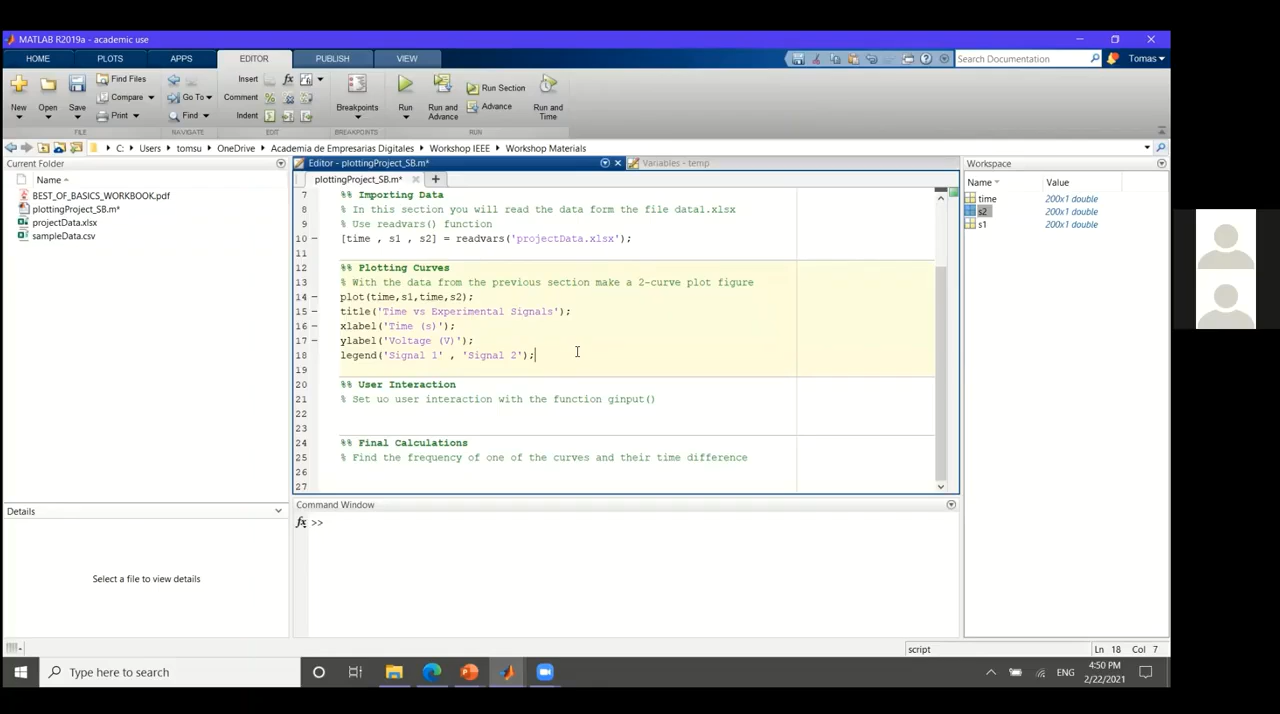 MATLAB R2019a - academic use
HOME PLOTS APPS EDITOR PUBLISH VIEW
Search Documentation Tomas
New Open Save Find Files Compare Print
Go To Find
Insert fx Comment Indent
Breakpoints
Run Run and Advance Run Section Advance Run and Time
FILE NAVIGATE EDIT BREAKPOINTS RUN
C: Users tomsu OneDrive Academia de Empresarias Digitales Workshop IEEE Workshop Materials
Current Folder
Name
BEST_OF_BASICS_WORKBOOK.pdf
plottingProject_SB.m*
projectData.xlsx
sampleData.csv
Details
Select a file to view details
Editor - plottingProject_SB.m* Variables - temp
plottingProject_SB.m*
7 %% Importing Data
8 % In this section you will read the data form the file data1.xlsx
9 % Use readvars() function
10 [time , s1 , s2] = readvars('projectData.xlsx');
11
12 %% Plotting Curves
13 % With the data from the previous section make a 2-curve plot figure
14 plot(time,s1,time,s2);
15 title('Time vs Experimental Signals');
16 xlabel('Time (s)');
17 ylabel('Voltage (V)');
18 legend('Signal 1' , 'Signal 2');
19
20 %% User Interaction
21 % Set uo user interaction with the function ginput()
22
23
24 %% Final Calculations
25 % Find the frequency of one of the curves and their time difference
26
27
Command Window
fx >>
Workspace
Name Value
time 200x1 double
s2 200x1 double
s1 200x1 double
script Ln 18 Col 7
Type here to search
ENG 4:50 PM
2/22/2021